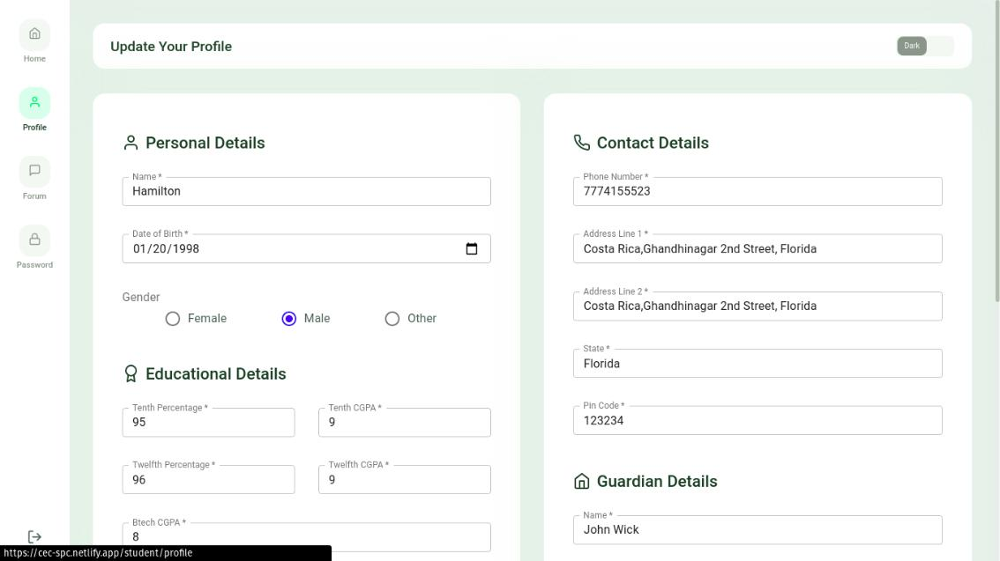 Home
Profile
Forum
Password
Update Your Profile
Dark
Personal Details
Name *
Hamilton
Date of Birth *
01/20/1998
Gender
Female
Male
Other
Educational Details
Tenth Percentage *
95
Tenth CGPA *
9
Twelfth Percentage *
96
Twelfth CGPA *
9
Btech CGPA *
8
Contact Details
Phone Number *
7774155523
Address Line 1 *
Costa Rica,Ghandhinagar 2nd Street, Florida
Address Line 2 *
Costa Rica,Ghandhinagar 2nd Street, Florida
State *
Florida
Pin Code *
123234
Guardian Details
Name *
John Wick
https://cec-spc.netlify.app/student/profile